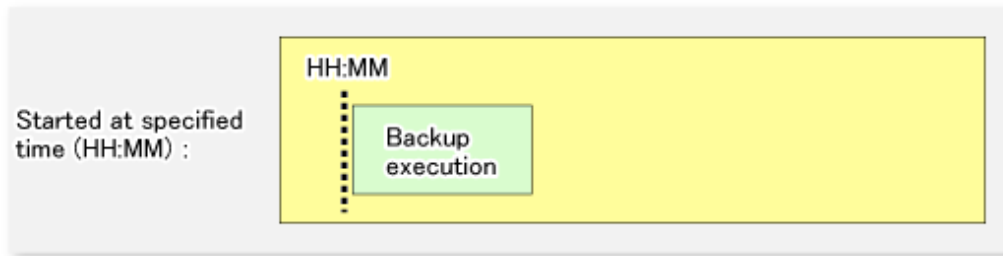 HH:MM
Started at specified
time (HH:MM) :
Backup
execution